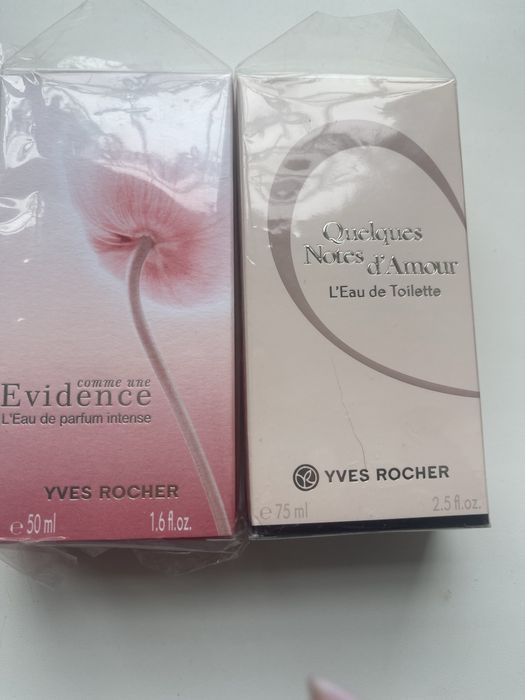 comme une
Evidence
L'Eau de parfum intense
YVES ROCHER
e 50 ml 1.6 fl.oz.
Quelques
Notes d'Amour
L'Eau de Toilette
YR YVES ROCHER
e 75 ml 2.5 fl.oz.